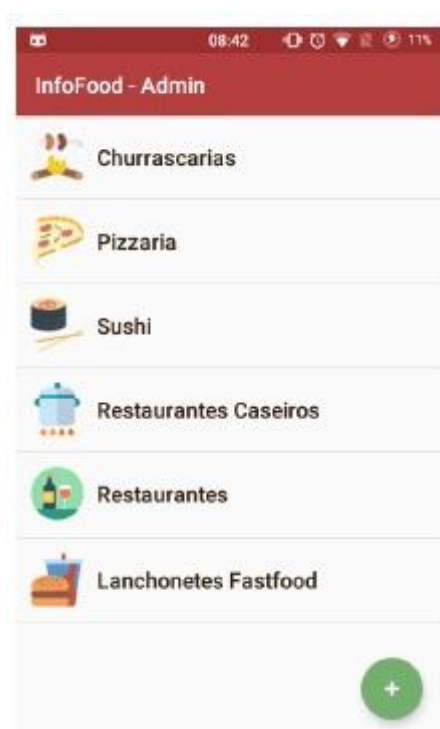 08:42 11%
InfoFood - Admin
Churrascarias
Pizzaria
Sushi
Restaurantes Caseiros
Restaurantes
Lanchonetes Fastfood
+